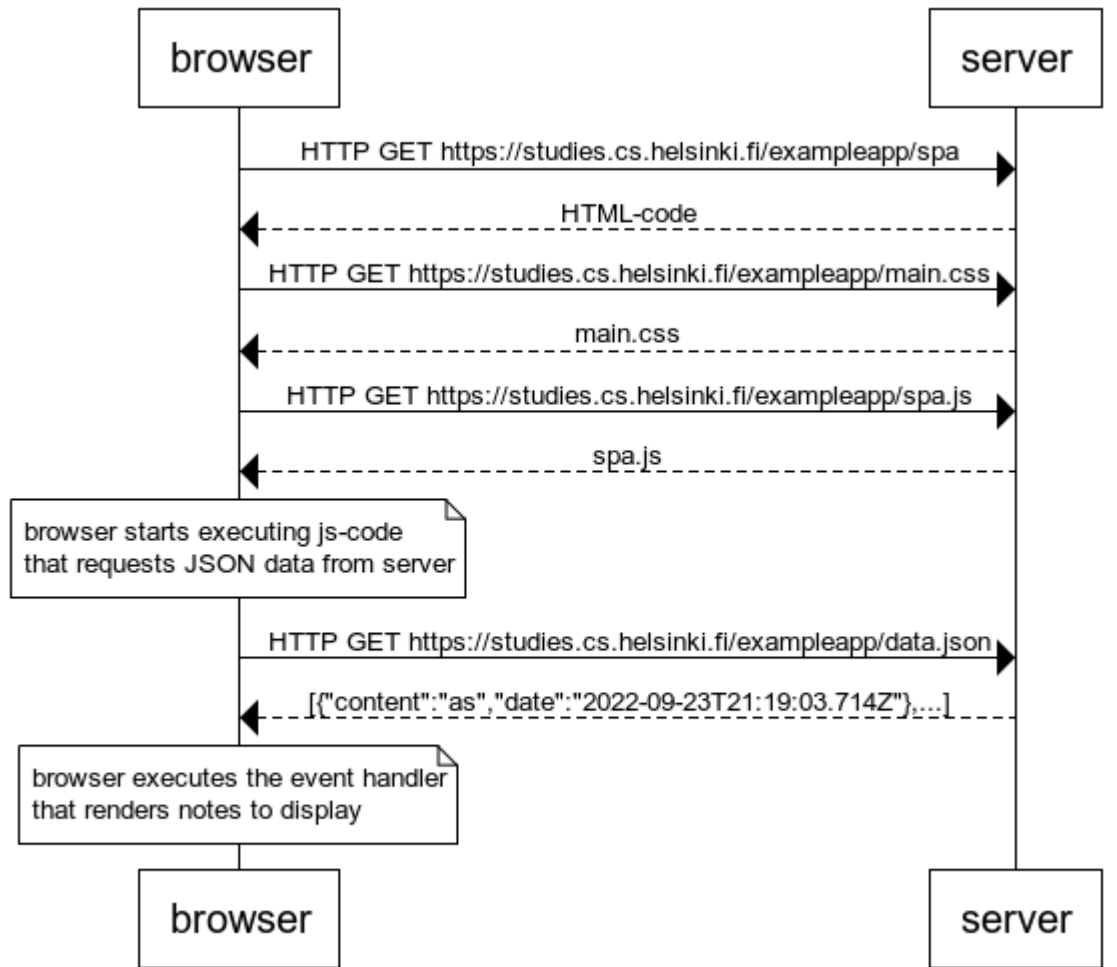 browser
server
HTTP GET https://studies.cs.helsinki.fi/exampleapp/spa
HTML-code
HTTP GET https://studies.cs.helsinki.fi/exampleapp/main.css
main.css
HTTP GET https://studies.cs.helsinki.fi/exampleapp/spa.js
spa.js
browser starts executing js-code
that requests JSON data from server
HTTP GET https://studies.cs.helsinki.fi/exampleapp/data.json
[{"content":"as","date":"2022-09-23T21:19:03.714Z"},...]
browser executes the event handler
that renders notes to display
browser
server